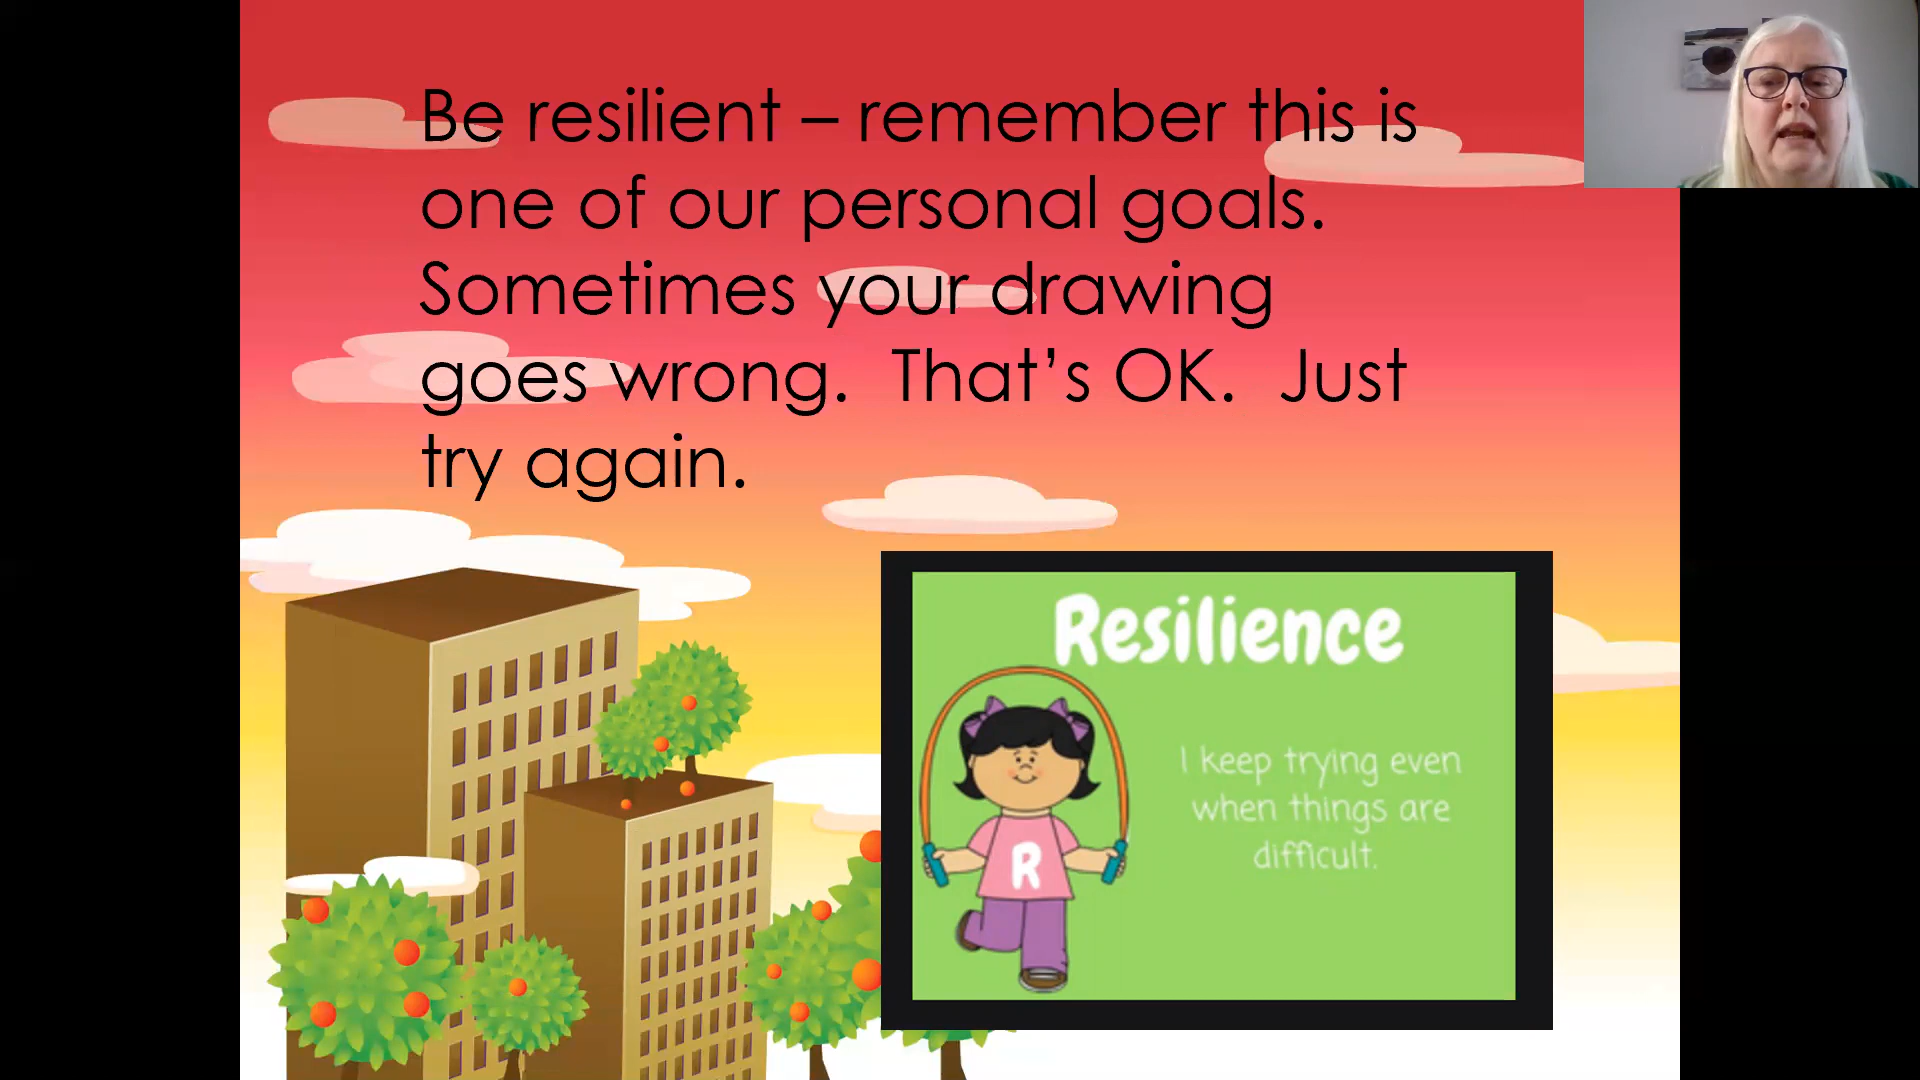 Be resilient – remember this is
one of our personal goals.
Sometimes your drawing
goes wrong.  That’s OK.  Just
try again.
Resilience
I keep trying even
when things are
difficult.
R